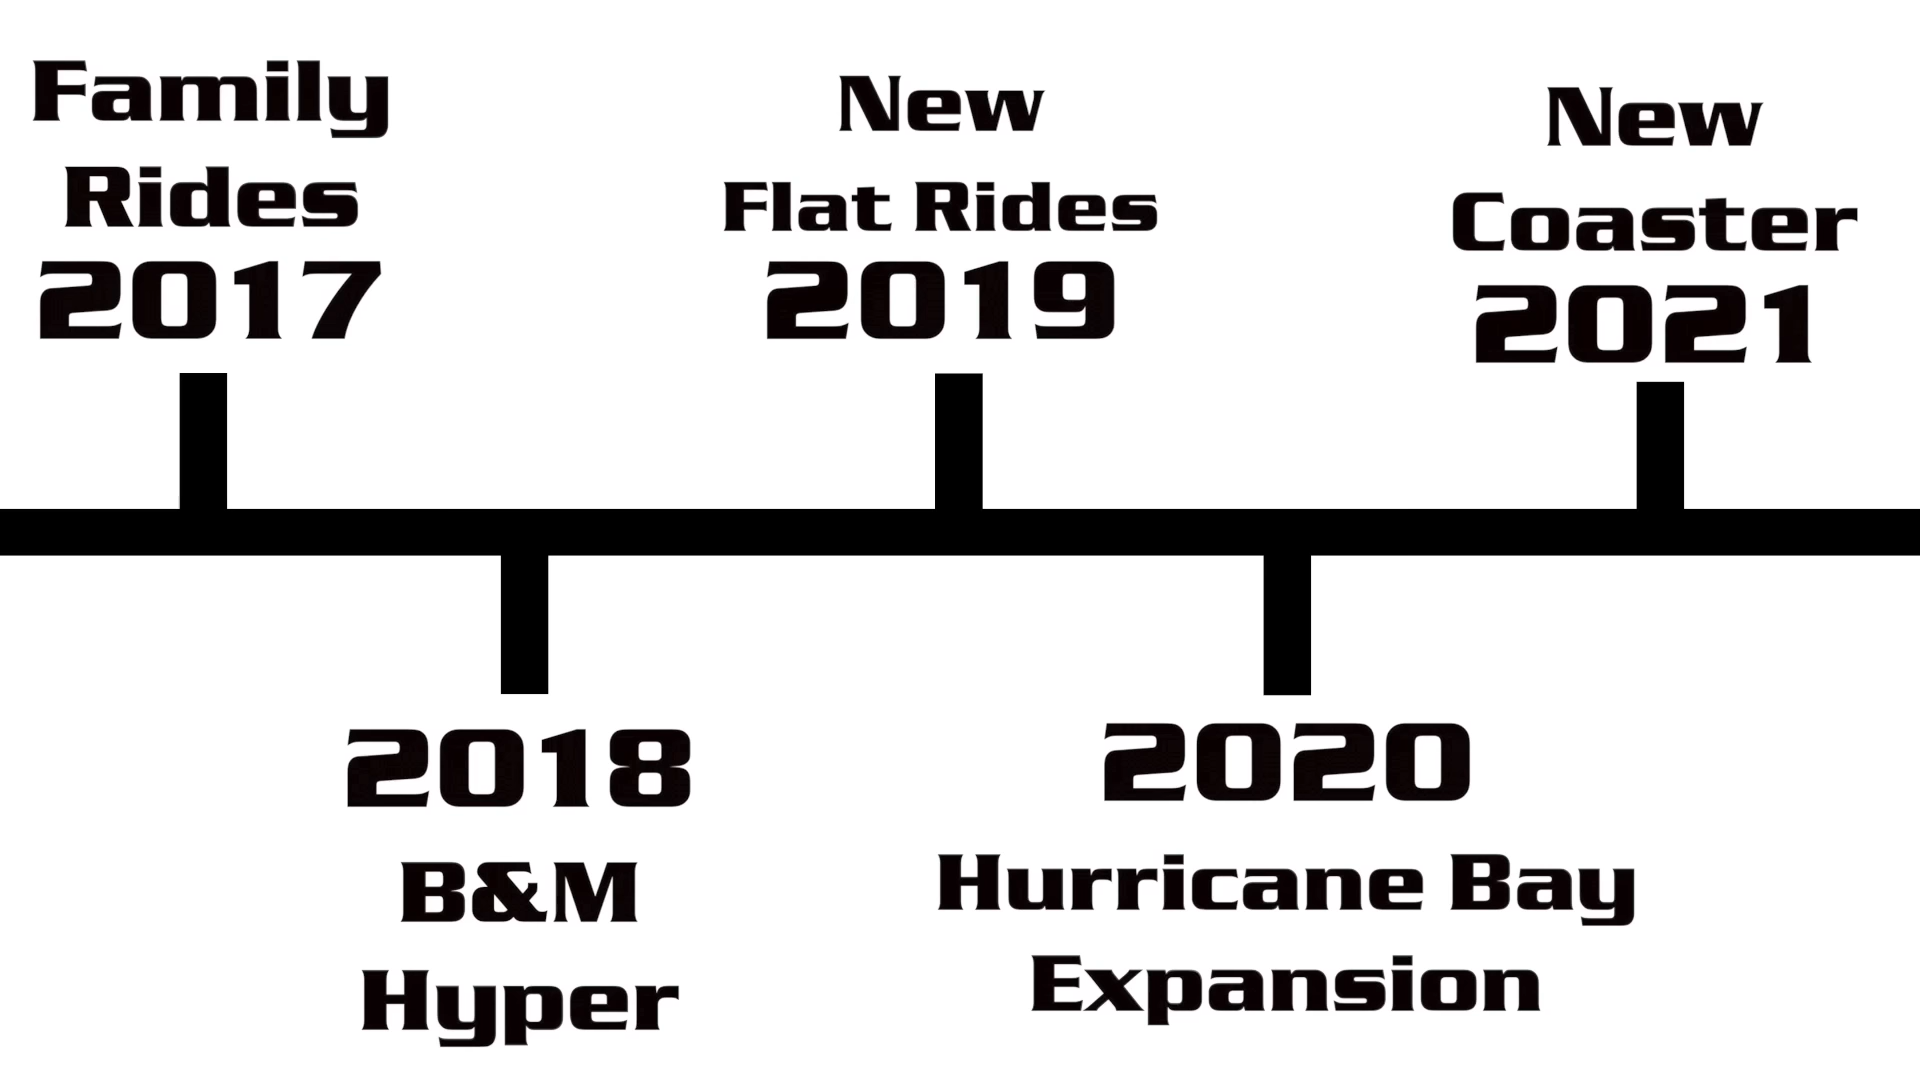 Family
Rides
2017
2018
B&M
Hyper
New
Flat Rides
2019
2020
Hurricane Bay
Expansion
New
Coaster
2021